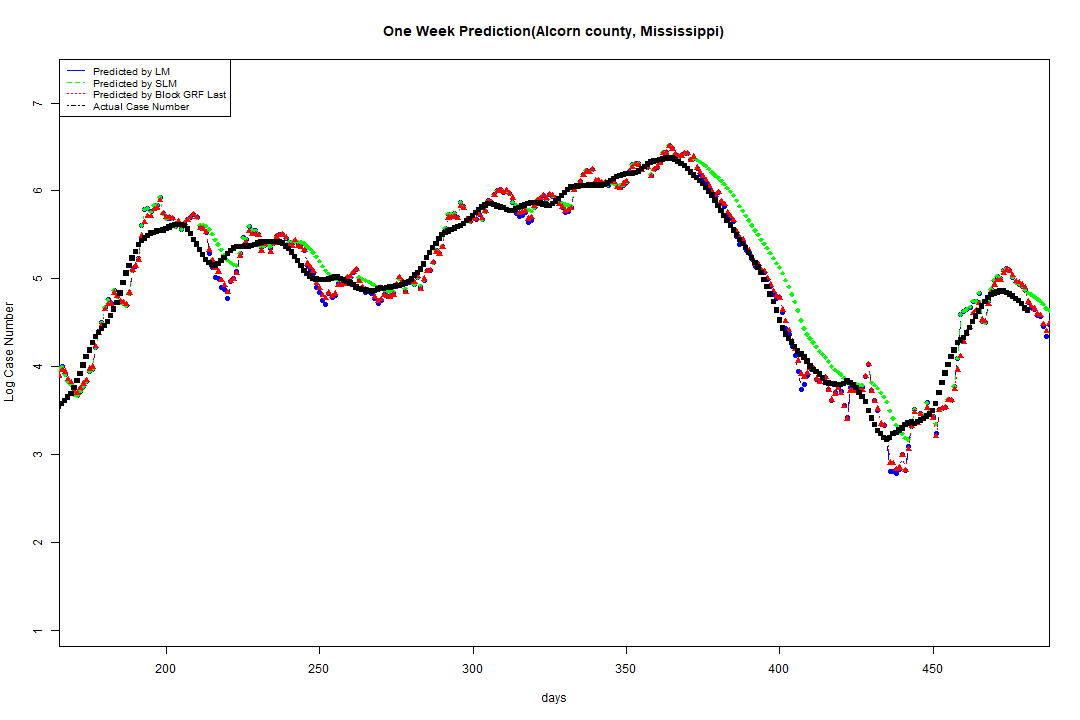 One Week Prediction(Alcorn county, Mississippi)
Predicted by LM
Predicted by SLM
Predicted by Block GRF Last
Actual Case Number
7
6
5
4
3
2
1
Log Case Number
200 250 300 350 400 450
days